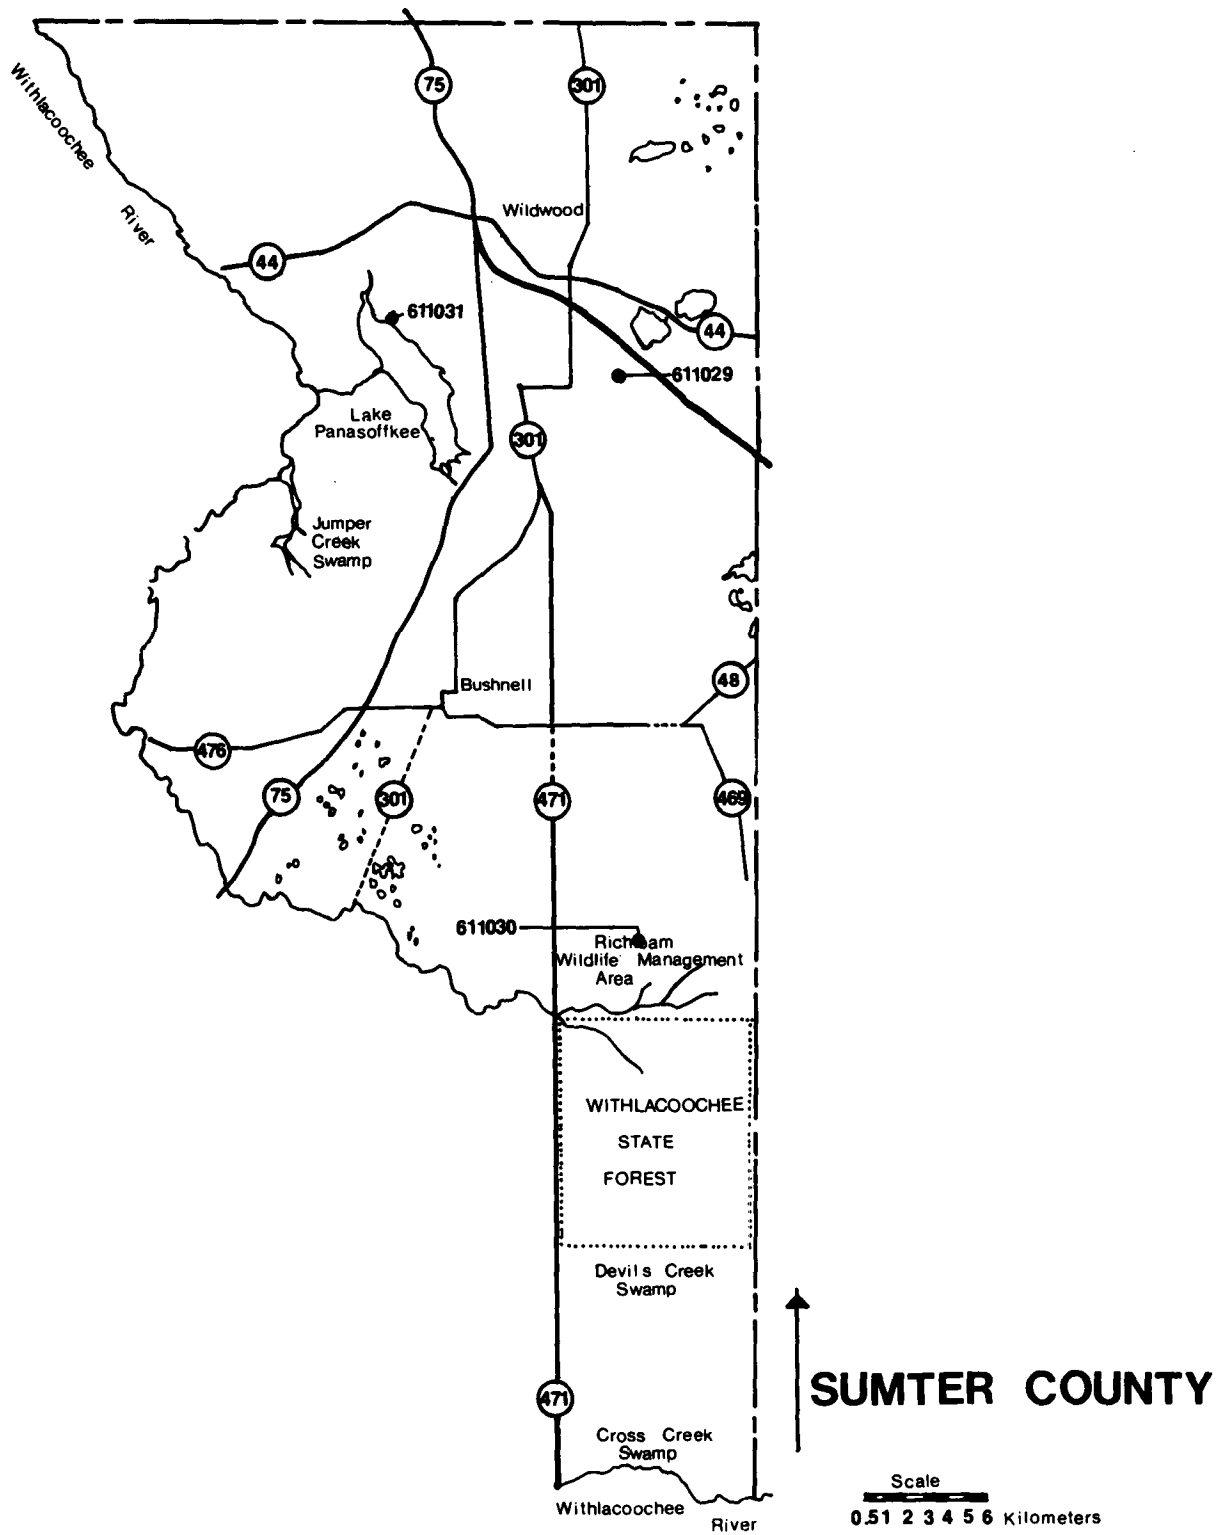 75
301
Withlacoochee
River
Wildwood
44
611031
44
611029
Lake
Panasoffkee
301
Jumper
Creek
Swamp
48
Bushnell
476
75
301
471
469
611030
Wildlife Management
Area
WITHLACOOCHEE
STATE
FOREST
Devils Creek
Swamp
SUMTER COUNTY
471
Cross Creek
Swamp
Scale
0.51 2 3 4 5 6 Kilometers
Withlacoochee
River